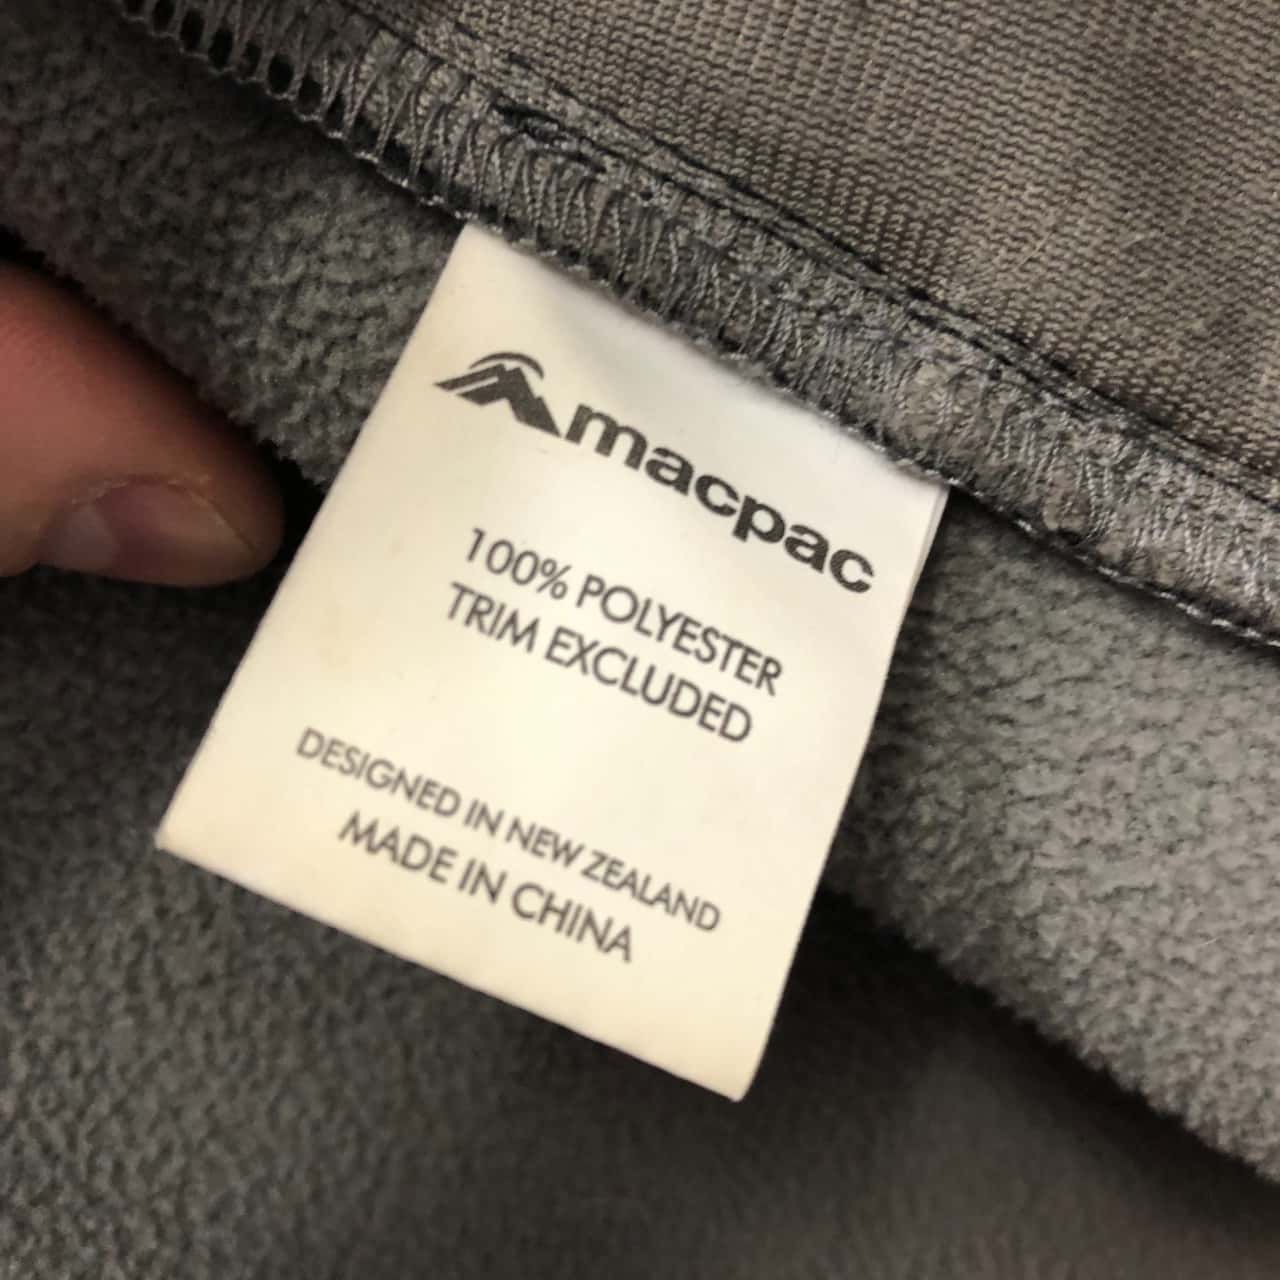 macpac
100% POLYESTER
TRIM EXCLUDED
DESIGNED IN NEW ZEALAND
MADE IN CHINA